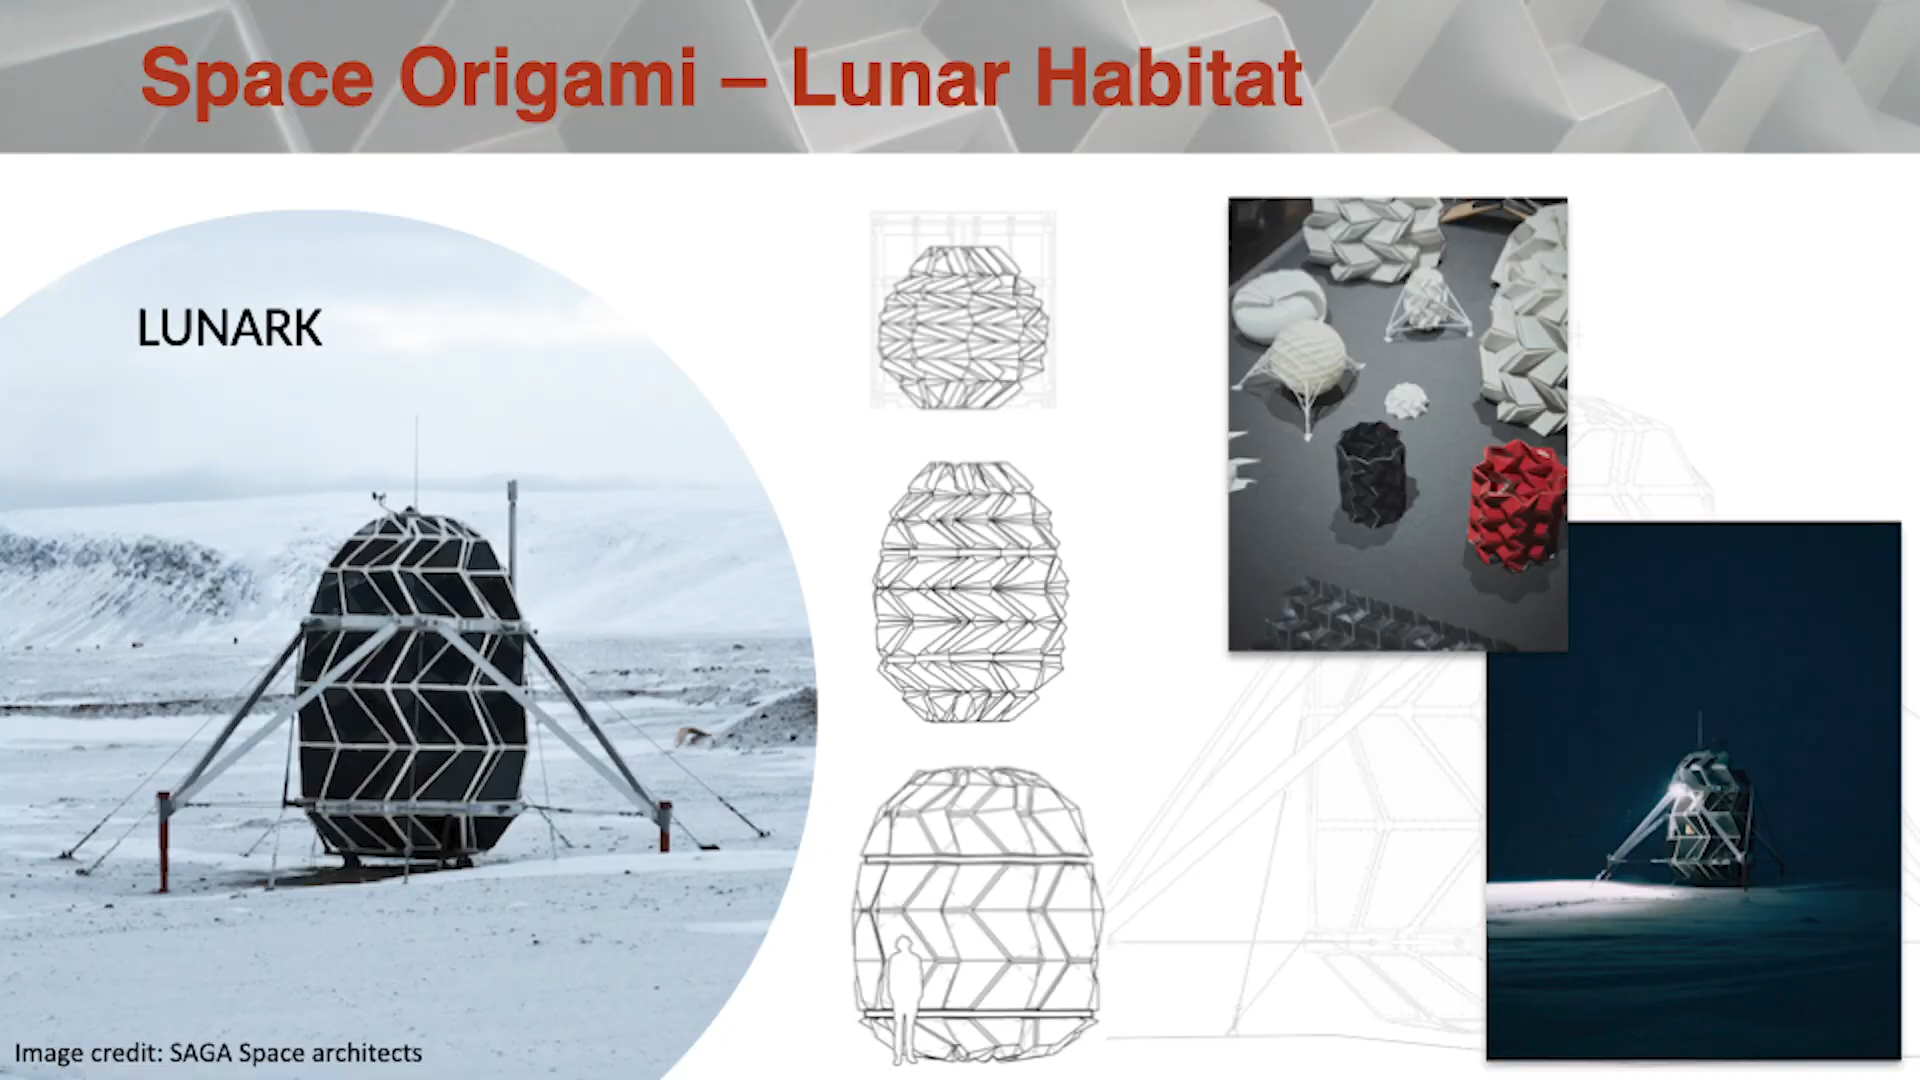 Space Origami – Lunar Habitat
LUNARK
Image credit: SAGA Space architects